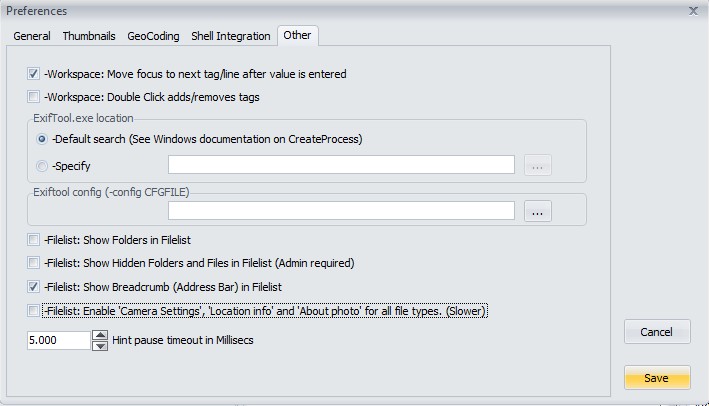 Preferences
General Thumbnails GeoCoding Shell Integration Other
-Workspace: Move focus to next tag/line after value is entered
-Workspace: Double Click adds/removes tags
ExifTool.exe location
-Default search (See Windows documentation on CreateProcess)
-Specify ...
Exiftool config (-config CFGFILE)
...
-Filelist: Show Folders in Filelist
-Filelist: Show Hidden Folders and Files in Filelist (Admin required)
-Filelist: Show Breadcrumb (Address Bar) in Filelist
-Filelist: Enable 'Camera Settings', 'Location info' and 'About photo' for all file types. (Slower)
5.000 Hint pause timeout in Millisecs
Cancel
Save